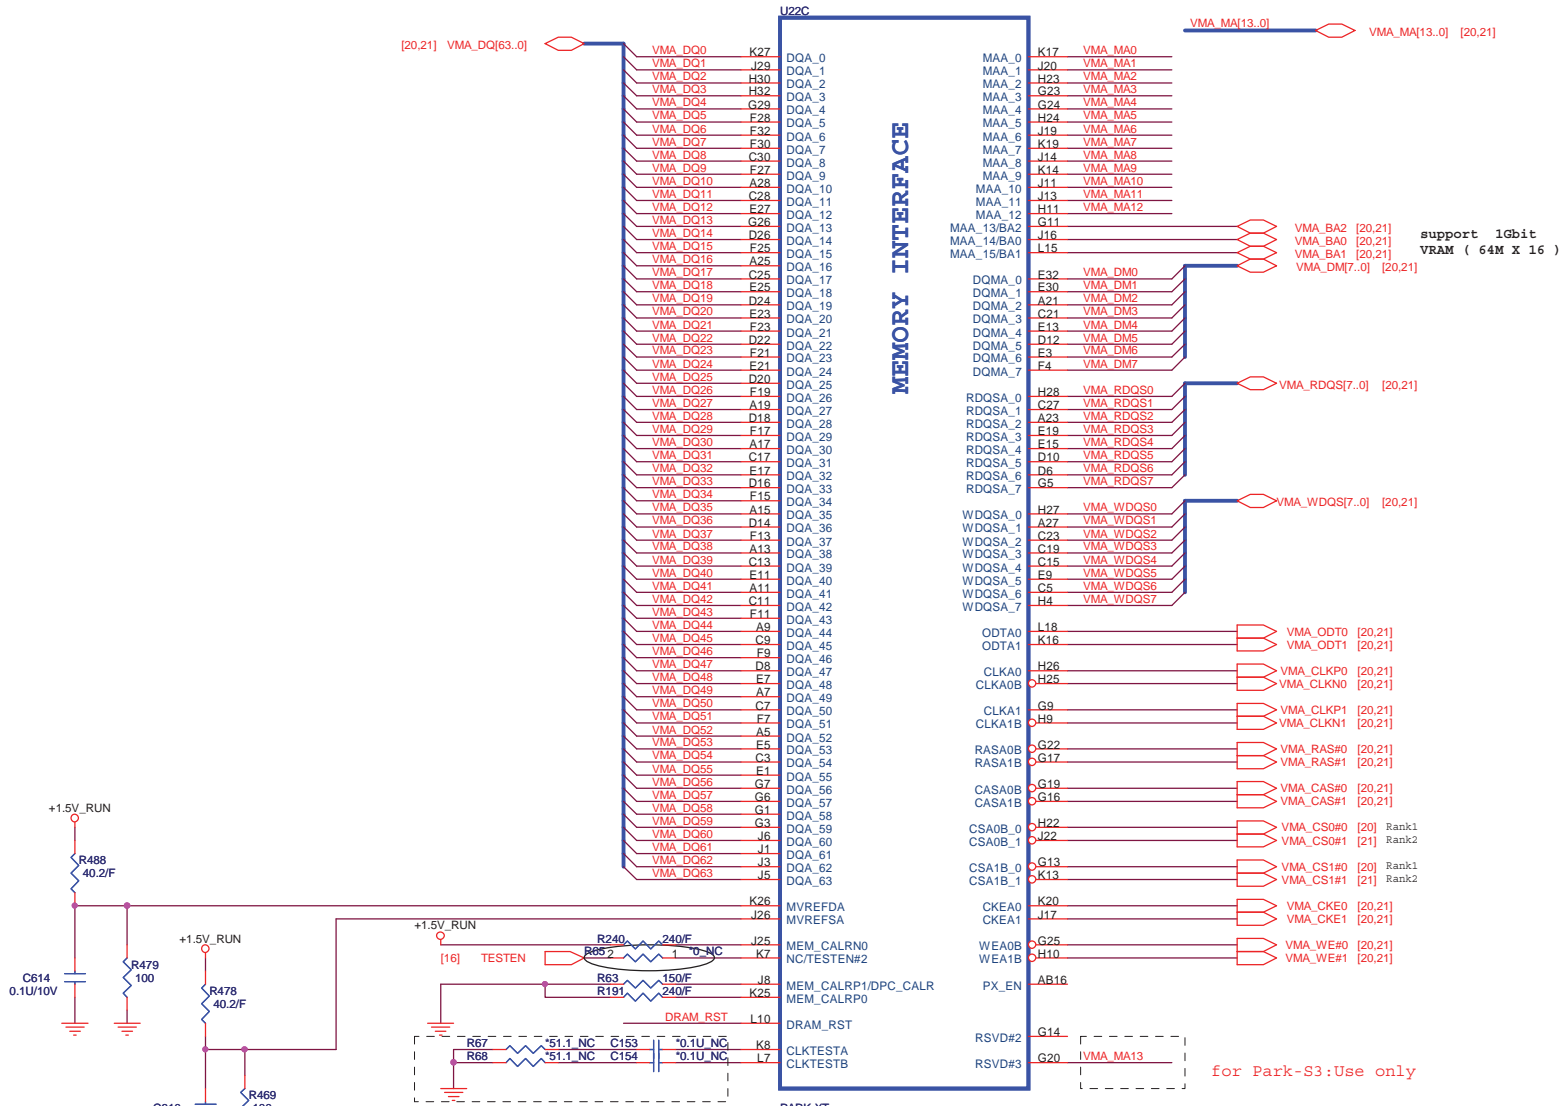 U22C
[20,21] VMA_DQ[63..0]
VMA_DQ0 K27 DQA_0
VMA_DQ1 J29 DQA_1
VMA_DQ2 H30 DQA_2
VMA_DQ3 H32 DQA_3
VMA_DQ4 G29 DQA_4
VMA_DQ5 F28 DQA_5
VMA_DQ6 F32 DQA_6
VMA_DQ7 F30 DQA_7
VMA_DQ8 C30 DQA_8
VMA_DQ9 F27 DQA_9
VMA_DQ10 A28 DQA_10
VMA_DQ11 C28 DQA_11
VMA_DQ12 E27 DQA_12
VMA_DQ13 G26 DQA_13
VMA_DQ14 D26 DQA_14
VMA_DQ15 F25 DQA_15
VMA_DQ16 A25 DQA_16
VMA_DQ17 C25 DQA_17
VMA_DQ18 E25 DQA_18
VMA_DQ19 D24 DQA_19
VMA_DQ20 E23 DQA_20
VMA_DQ21 F23 DQA_21
VMA_DQ22 D22 DQA_22
VMA_DQ23 F21 DQA_23
VMA_DQ24 E21 DQA_24
VMA_DQ25 D20 DQA_25
VMA_DQ26 F19 DQA_26
VMA_DQ27 A19 DQA_27
VMA_DQ28 D18 DQA_28
VMA_DQ29 F17 DQA_29
VMA_DQ30 A17 DQA_30
VMA_DQ31 C17 DQA_31
VMA_DQ32 E17 DQA_32
VMA_DQ33 D16 DQA_33
VMA_DQ34 F15 DQA_34
VMA_DQ35 A15 DQA_35
VMA_DQ36 D14 DQA_36
VMA_DQ37 F13 DQA_37
VMA_DQ38 A13 DQA_38
VMA_DQ39 C13 DQA_39
VMA_DQ40 E11 DQA_40
VMA_DQ41 A11 DQA_41
VMA_DQ42 C11 DQA_42
VMA_DQ43 F11 DQA_43
VMA_DQ44 A9 DQA_44
VMA_DQ45 C9 DQA_45
VMA_DQ46 F9 DQA_46
VMA_DQ47 D8 DQA_47
VMA_DQ48 E7 DQA_48
VMA_DQ49 A7 DQA_49
VMA_DQ50 C7 DQA_50
VMA_DQ51 F7 DQA_51
VMA_DQ52 A5 DQA_52
VMA_DQ53 E5 DQA_53
VMA_DQ54 C3 DQA_54
VMA_DQ55 E1 DQA_55
VMA_DQ56 G7 DQA_56
VMA_DQ57 G6 DQA_57
VMA_DQ58 G1 DQA_58
VMA_DQ59 G3 DQA_59
VMA_DQ60 J6 DQA_60
VMA_DQ61 J1 DQA_61
VMA_DQ62 J3 DQA_62
VMA_DQ63 J5 DQA_63
MEMORY INTERFACE
VMA_MA[13..0] VMA_MA[13..0] [20,21]
MAA_0 K17 VMA_MA0
MAA_1 J20 VMA_MA1
MAA_2 H23 VMA_MA2
MAA_3 G23 VMA_MA3
MAA_4 G24 VMA_MA4
MAA_5 H24 VMA_MA5
MAA_6 J19 VMA_MA6
MAA_7 K19 VMA_MA7
MAA_8 J14 VMA_MA8
MAA_9 K14 VMA_MA9
MAA_10 J11 VMA_MA10
MAA_11 J13 VMA_MA11
MAA_12 H11 VMA_MA12
MAA_13/BA2 G11 VMA_BA2 [20,21]
MAA_14/BA0 J16 VMA_BA0 [20,21]
MAA_15/BA1 L15 VMA_BA1 [20,21]
support 1Gbit
VRAM ( 64M X 16 )
VMA_DM[7..0] [20,21]
DQMA_0 E32 VMA_DM0
DQMA_1 E30 VMA_DM1
DQMA_2 A21 VMA_DM2
DQMA_3 C21 VMA_DM3
DQMA_4 E13 VMA_DM4
DQMA_5 D12 VMA_DM5
DQMA_6 E3 VMA_DM6
DQMA_7 F4 VMA_DM7
VMA_RDQS[7..0] [20,21]
RDQSA_0 H28 VMA_RDQS0
RDQSA_1 C27 VMA_RDQS1
RDQSA_2 A23 VMA_RDQS2
RDQSA_3 E19 VMA_RDQS3
RDQSA_4 E15 VMA_RDQS4
RDQSA_5 D10 VMA_RDQS5
RDQSA_6 D6 VMA_RDQS6
RDQSA_7 G5 VMA_RDQS7
VMA_WDQS[7..0] [20,21]
WDQSA_0 H27 VMA_WDQS0
WDQSA_1 A27 VMA_WDQS1
WDQSA_2 C23 VMA_WDQS2
WDQSA_3 C19 VMA_WDQS3
WDQSA_4 C15 VMA_WDQS4
WDQSA_5 E9 VMA_WDQS5
WDQSA_6 C5 VMA_WDQS6
WDQSA_7 H4 VMA_WDQS7
ODTA0 L18 VMA_ODT0 [20,21]
ODTA1 K16 VMA_ODT1 [20,21]
CLKA0 H26 VMA_CLKP0 [20,21]
CLKA0B H25 VMA_CLKN0 [20,21]
CLKA1 G9 VMA_CLKP1 [20,21]
CLKA1B H9 VMA_CLKN1 [20,21]
RASA0B G22 VMA_RAS#0 [20,21]
RASA1B G17 VMA_RAS#1 [20,21]
CASA0B G19 VMA_CAS#0 [20,21]
CASA1B G16 VMA_CAS#1 [20,21]
CSA0B_0 H22 VMA_CS0#0 [20] Rank1
CSA0B_1 J22 VMA_CS0#1 [21] Rank2
CSA1B_0 G13 VMA_CS1#0 [20] Rank1
CSA1B_1 K13 VMA_CS1#1 [21] Rank2
CKEA0 K20 VMA_CKE0 [20,21]
CKEA1 J17 VMA_CKE1 [20,21]
WEA0B G25 VMA_WE#0 [20,21]
WEA1B H10 VMA_WE#1 [20,21]
PX_EN AB16
RSVD#2 G14
RSVD#3 G20 VMA_MA13
for Park-S3:Use only
+1.5V_RUN
R488
40.2/F
K26 MVREFDA
J26 MVREFSA
C614
0.1U/10V
R479
100
+1.5V_RUN
R478
40.2/F
R469
+1.5V_RUN
R240 240/F J25 MEM_CALRN0
[16] TESTEN R65 2 1 *0_NC K7 NC/TESTEN#2
R63 150/F J8 MEM_CALRP1/DPC_CALR
R191 240/F K25 MEM_CALRP0
DRAM_RST L10 DRAM_RST
R67 *51.1_NC C153 *0.1U_NC K8 CLKTESTA
R68 *51.1_NC C154 *0.1U_NC L7 CLKTESTB